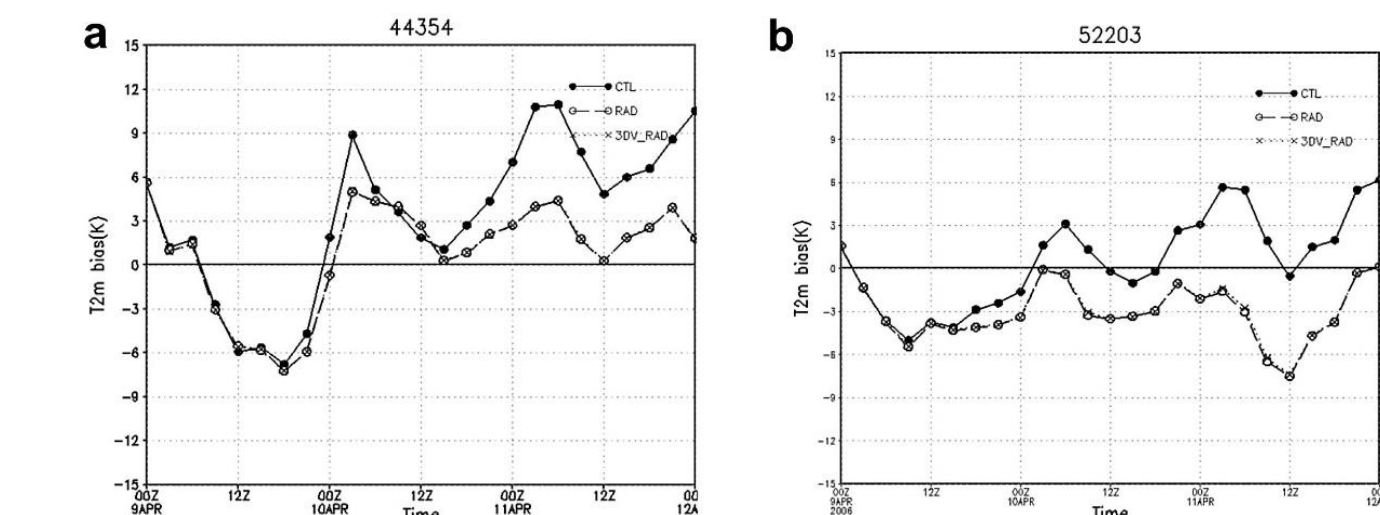 a
44354
15
12
9
6
3
0
-3
-6
-9
-12
-15
T2m bias(K)
CTL
RAD
3DV_RAD
00Z 12Z 00Z 12Z 00Z 12Z 00
9APR 10APR 11APR 12A
Time
b
52203
15
12
9
6
3
0
-3
-6
-9
-12
-15
T2m bias(K)
CTL
RAD
3DV_RAD
00Z 12Z 00Z 12Z 00Z 12Z 00
9APR 10APR 11APR 12A
2006
Time